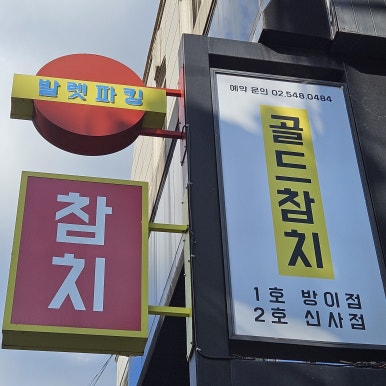 발렛파킹
참치
예약 문의 02.548.0484
골드참치
1호 방이점
2호 신사점